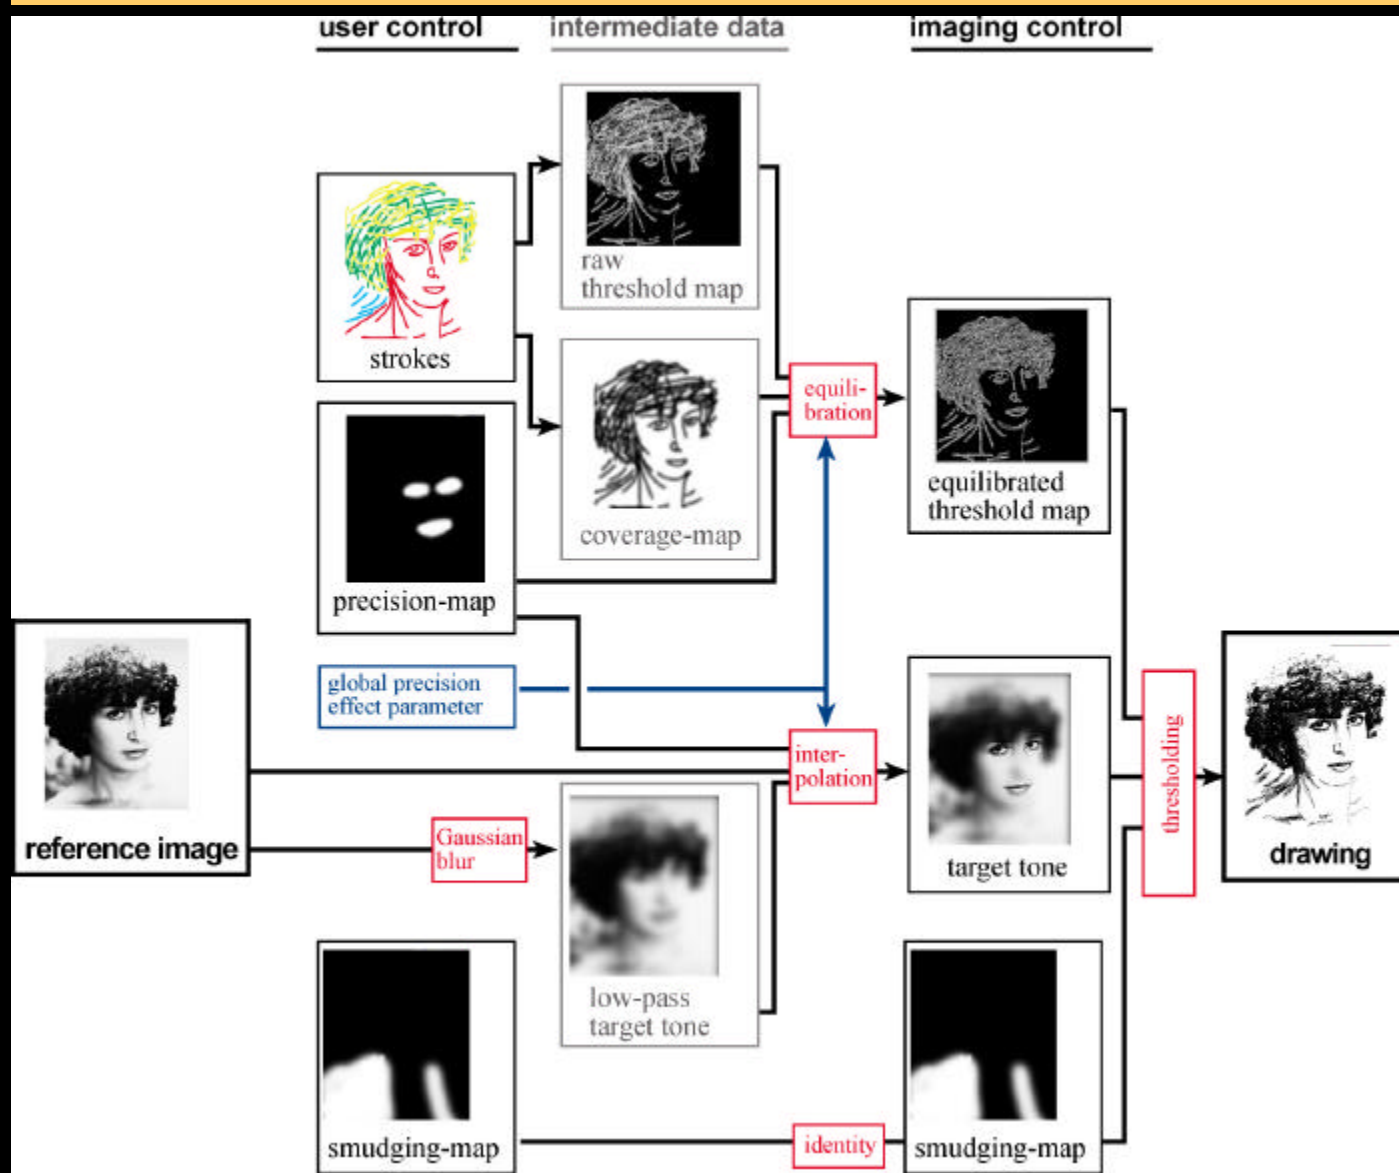 user control
intermediate data
imaging control
raw
threshold map
strokes
equili-
bration
coverage-map
equilibrated
threshold map
precision-map
global precision
effect parameter
inter-
polation
thresholding
reference image
Gaussian
blur
target tone
drawing
low-pass
target tone
smudging-map
identity
smudging-map